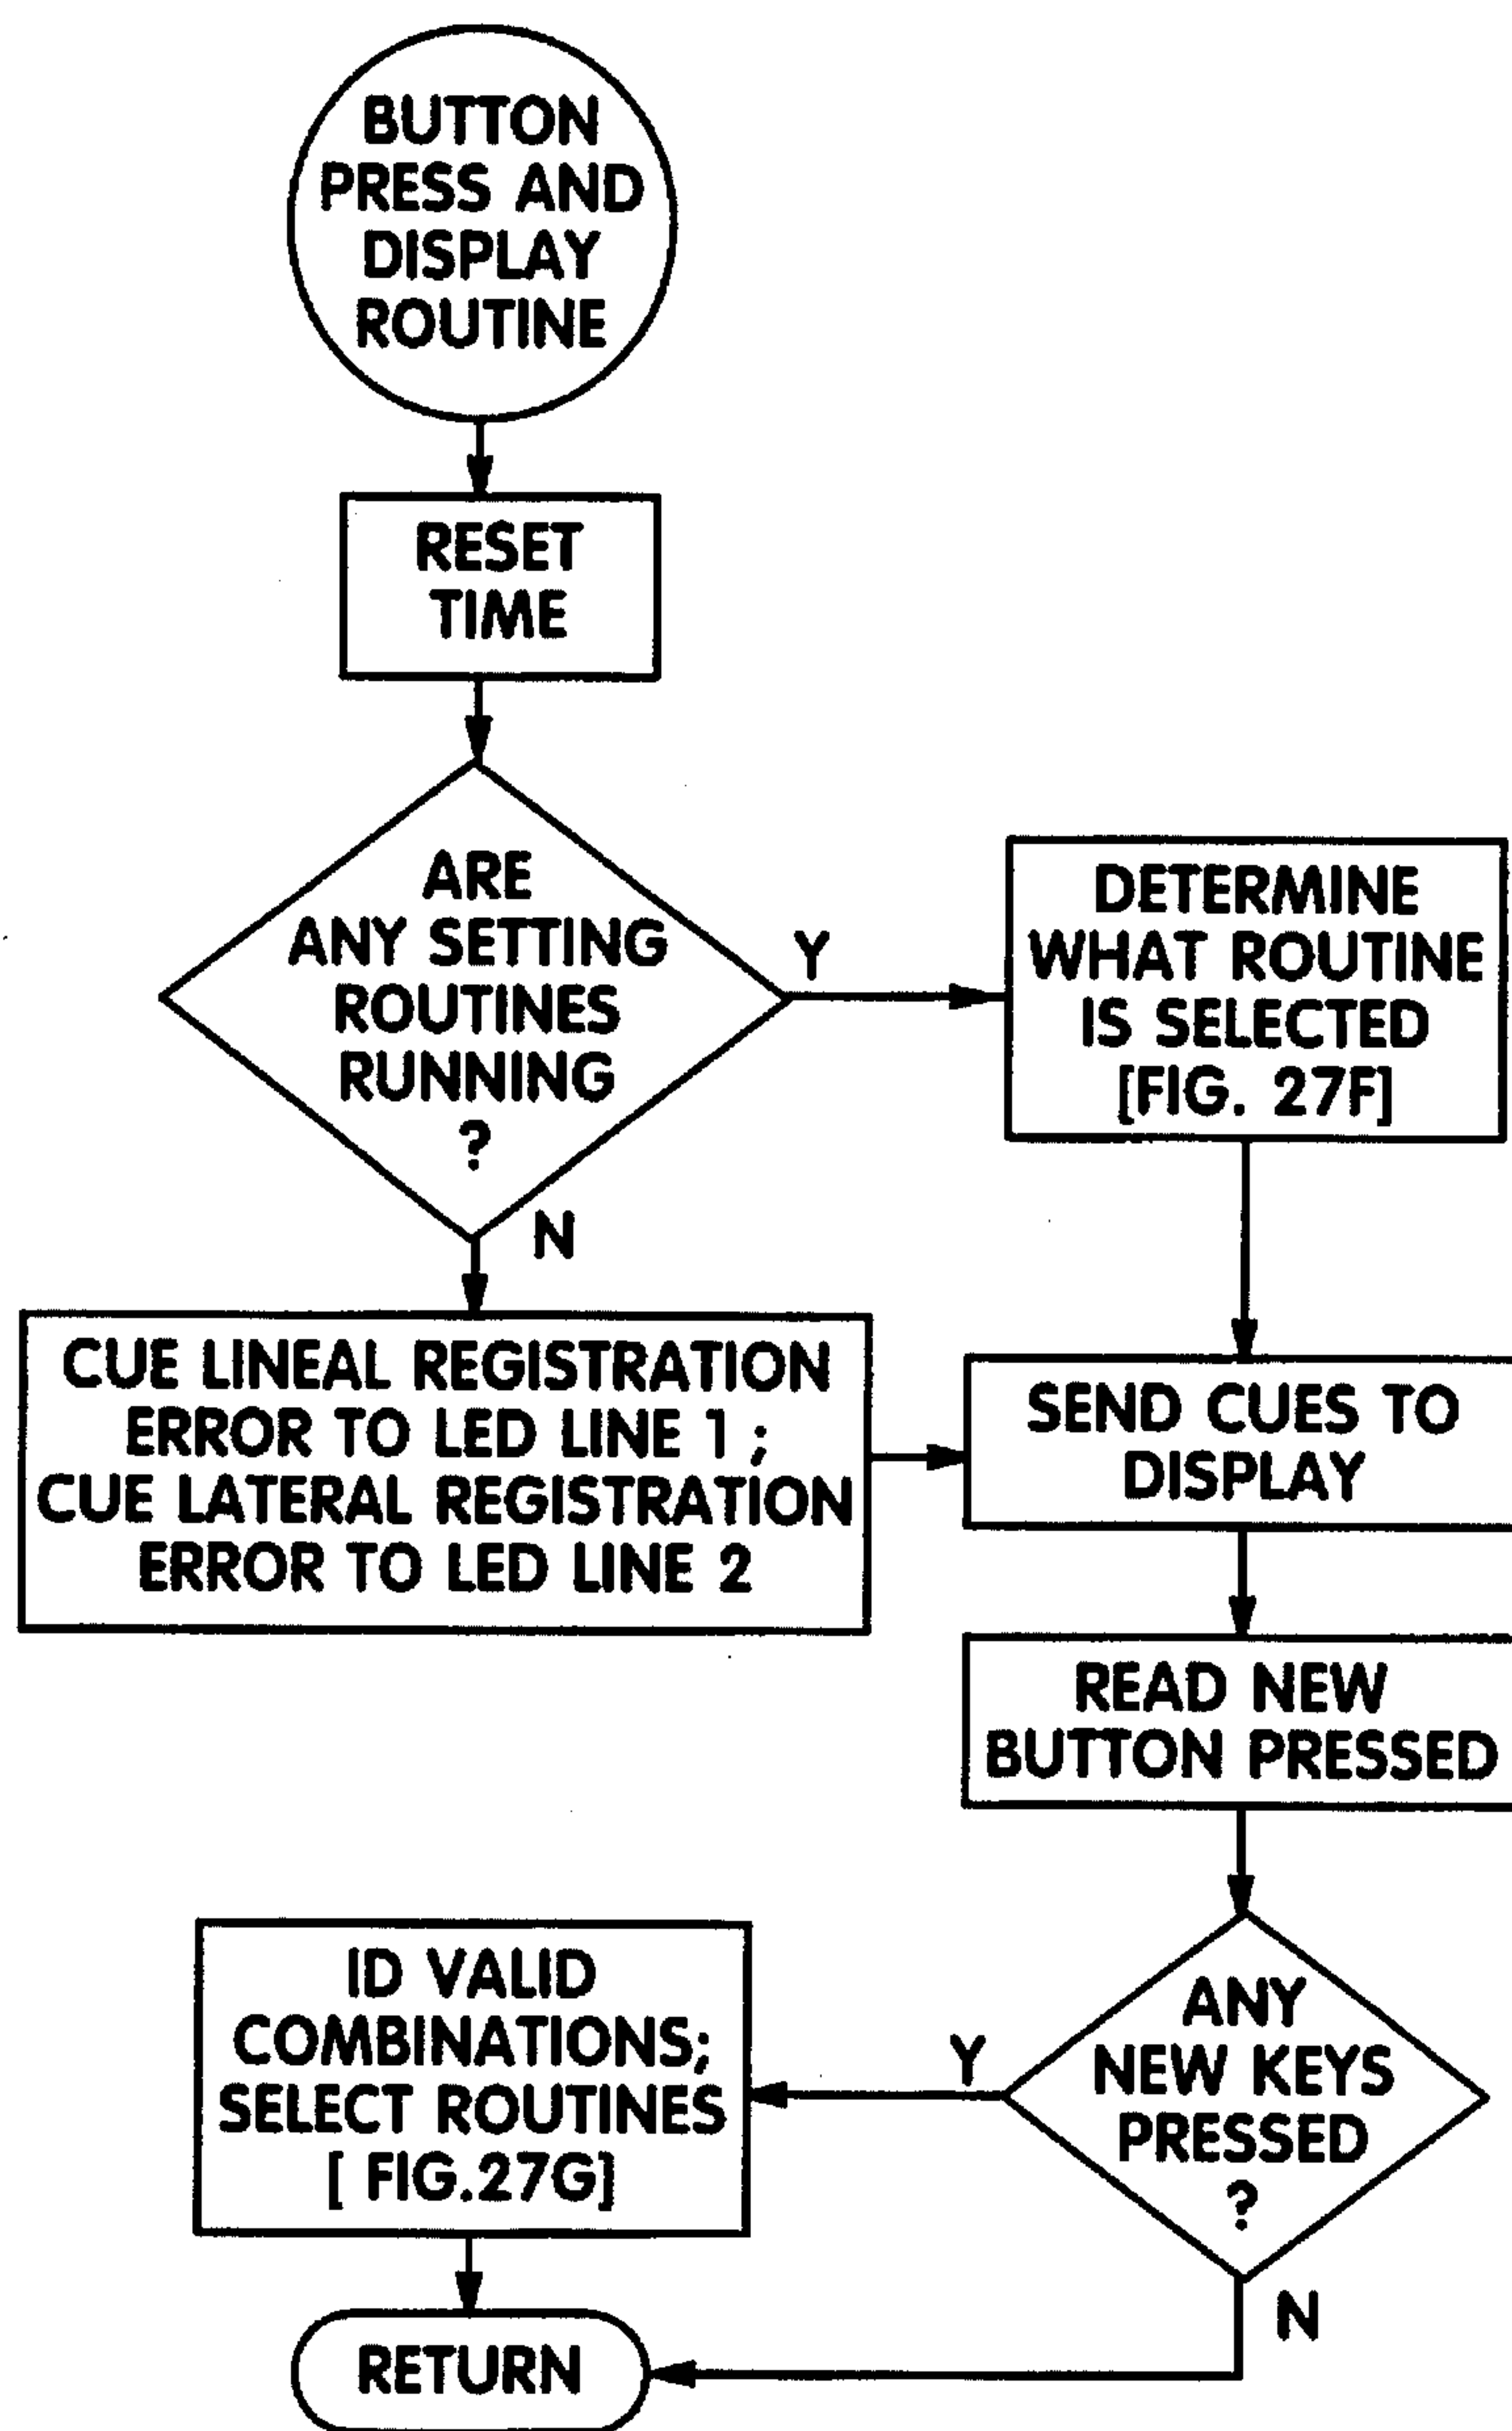 BUTTON
PRESS AND
DISPLAY
ROUTINE
RESET
TIME
ARE
ANY SETTING
ROUTINES
RUNNING
?
Y
N
DETERMINE
WHAT ROUTINE
IS SELECTED
[FIG. 27F]
CUE LINEAL REGISTRATION
ERROR TO LED LINE 1 ;
CUE LATERAL REGISTRATION
ERROR TO LED LINE 2
SEND CUES TO
DISPLAY
READ NEW
BUTTON PRESSED
ANY
NEW KEYS
PRESSED
?
Y
N
ID VALID
COMBINATIONS;
SELECT ROUTINES
[ FIG.27G]
RETURN